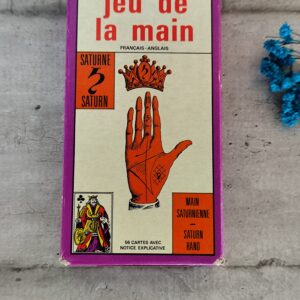 jeu de
la main
FRANÇAIS-ANGLAIS
SATURNE
SATURN
MAIN
SATURNIENNE
—
SATURN
HAND
56 CARTES AVEC
NOTICE EXPLICATIVE